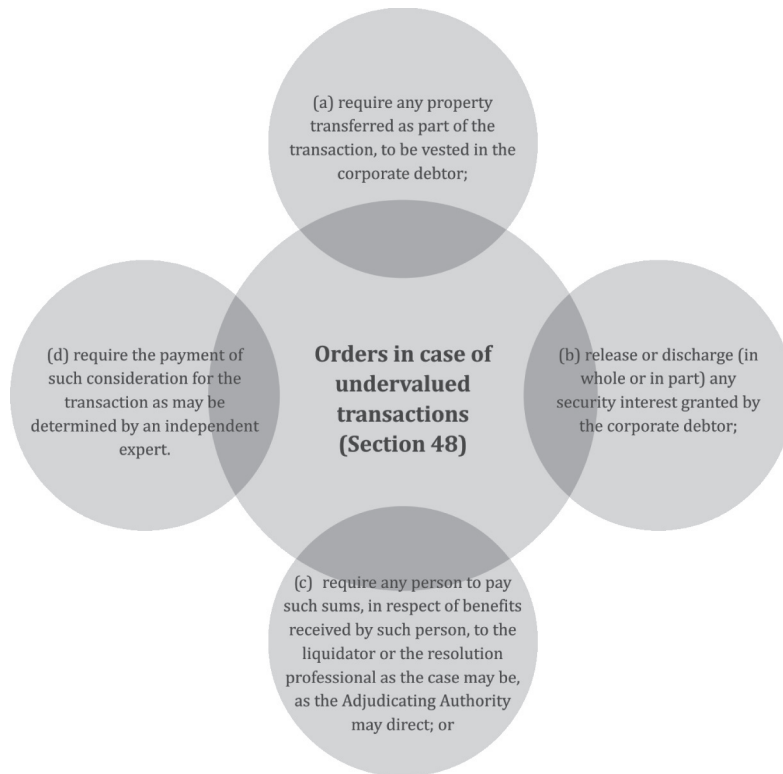 (a) require any property
transferred as part of the
transaction, to be vested in the
corporate debtor;
Orders in case of
undervalued
transactions
(Section 48)
(b) release or discharge (in
whole or in part) any
security interest granted by
the corporate debtor;
(c) require any person to pay
such sums, in respect of benefits
received by such person, to the
liquidator or the resolution
professional as the case may be,
as the Adjudicating Authority
may direct; or
(d) require the payment of
such consideration for the
transaction as may be
determined by an independent
expert.